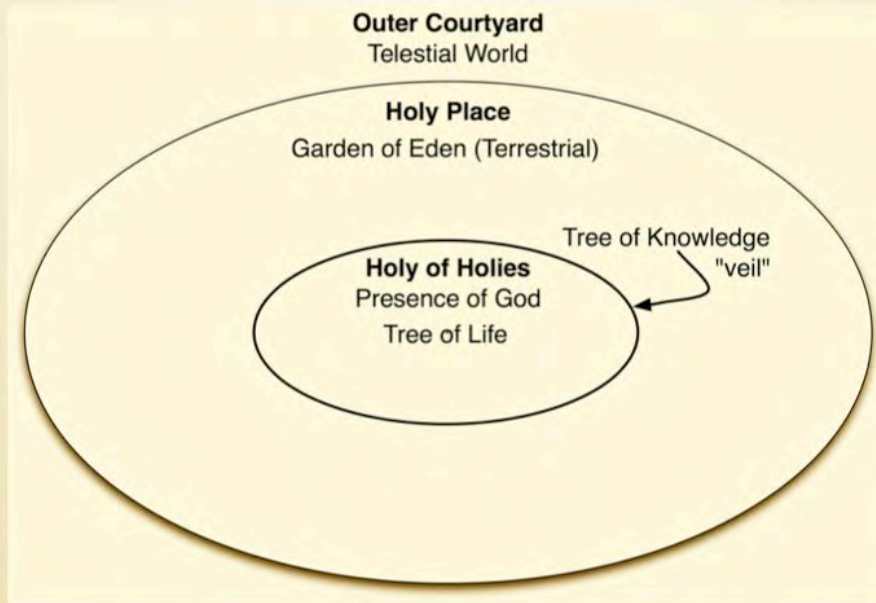 Outer Courtyard
Telestial World
Holy Place
Garden of Eden (Terrestrial)
Tree of Knowledge
"veil"
Holy of Holies
Presence of God
Tree of Life